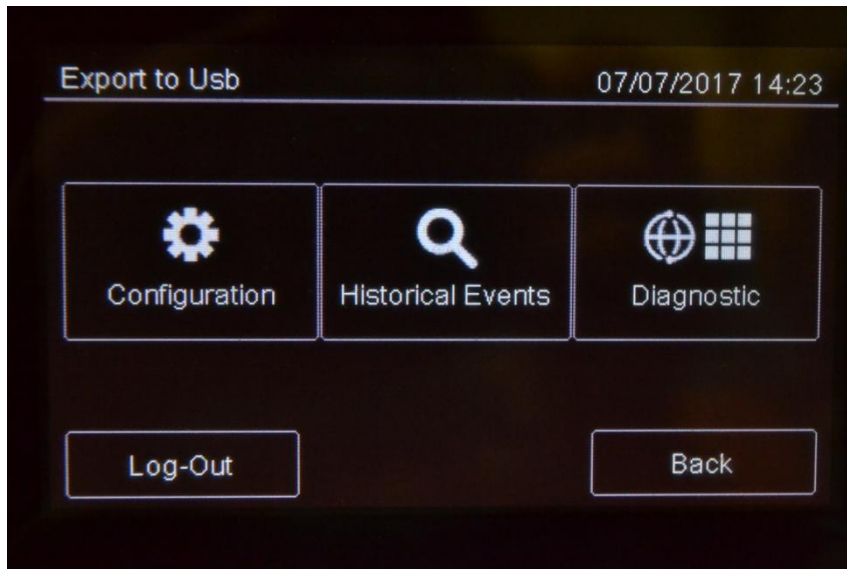 Export to Usb 07/07/2017 14:23
Configuration Historical Events Diagnostic
Log-Out Back